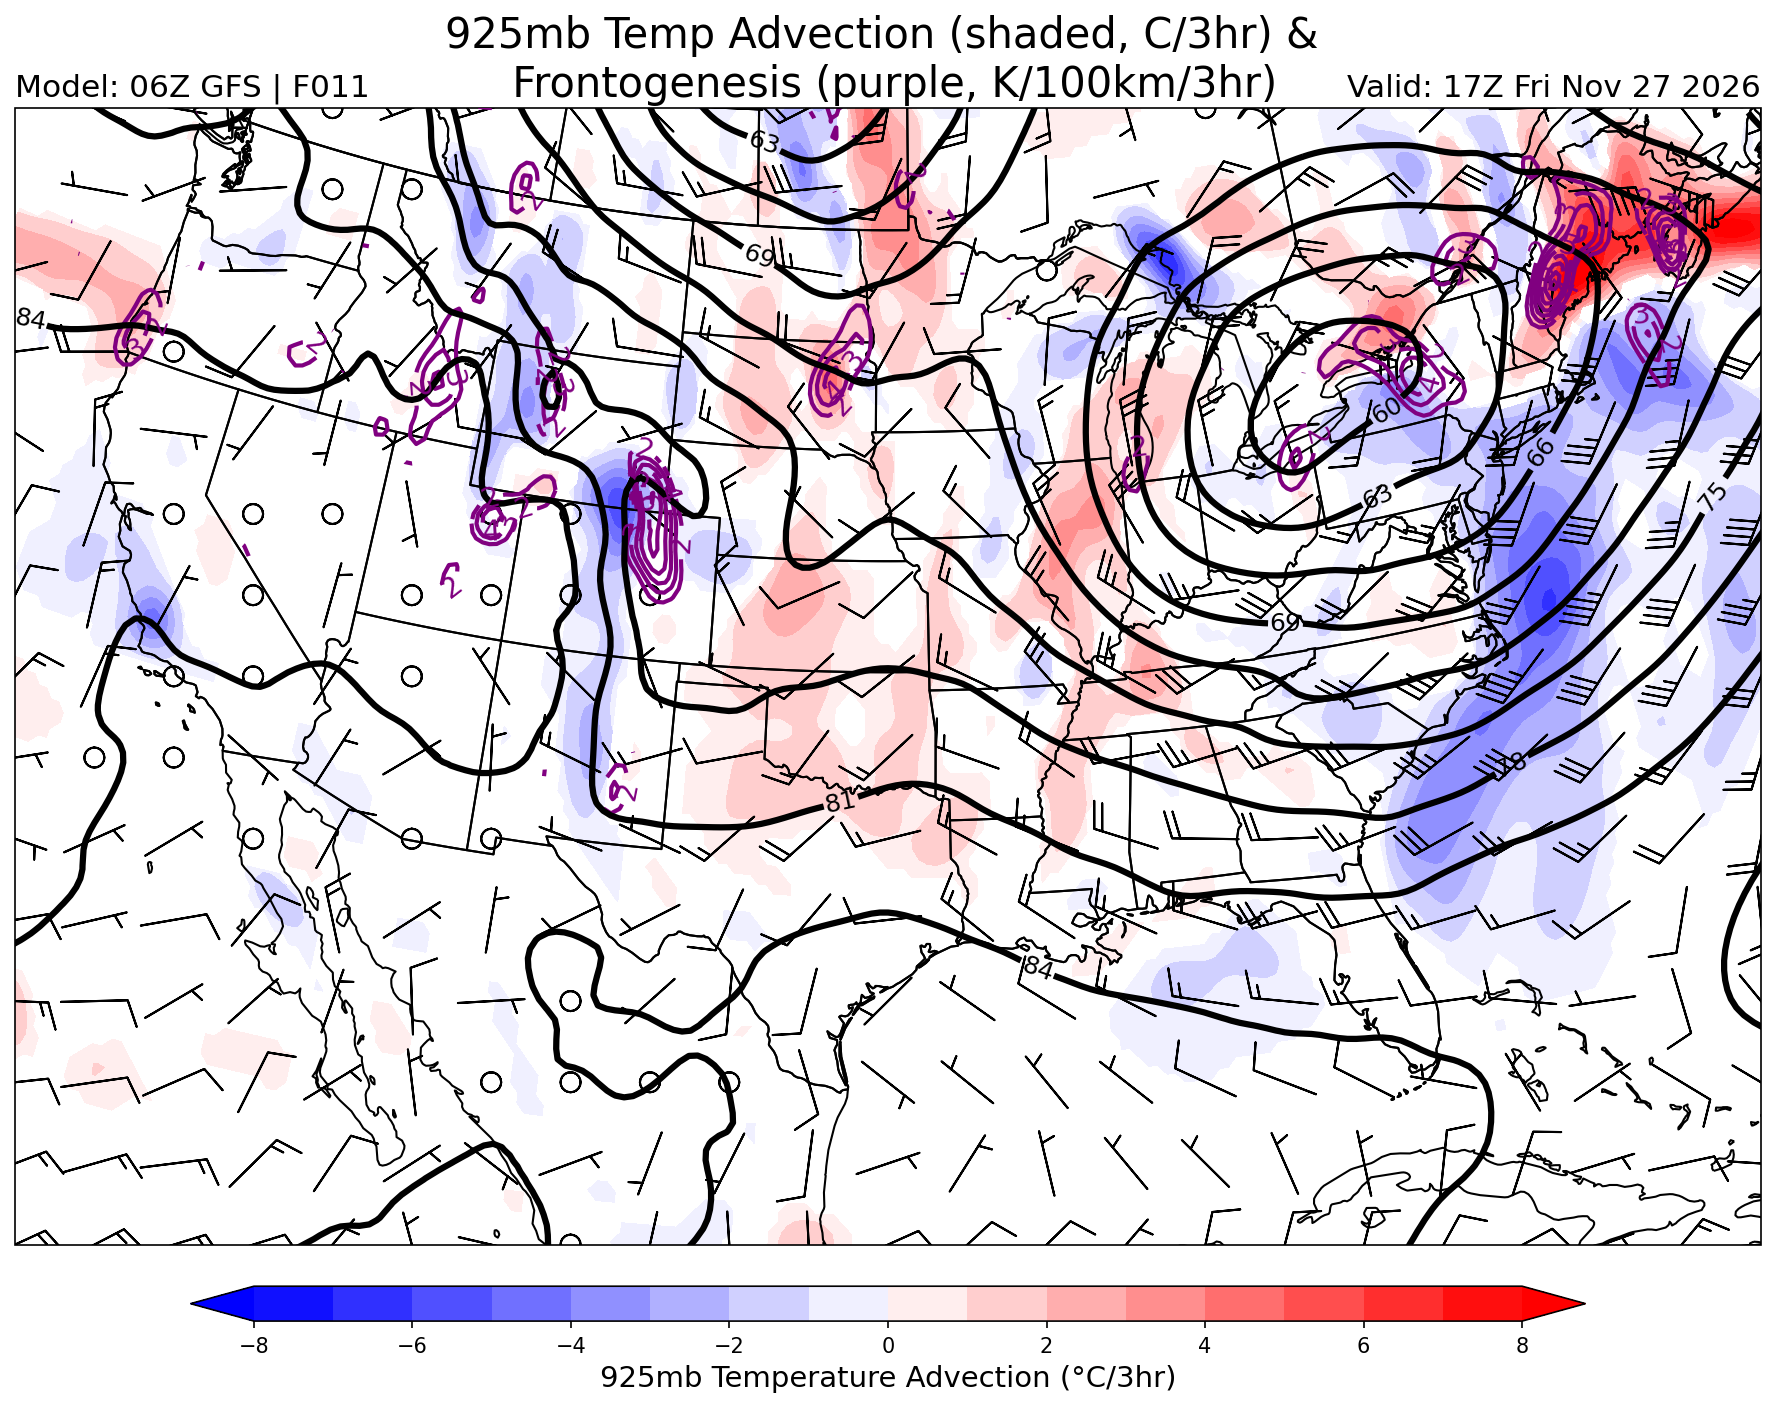 925mb Temp Advection (shaded, C/3hr) &
Frontogenesis (purple, K/100km/3hr)
Model: 06Z GFS | F011
Valid: 17Z Fri Nov 27 2026
63
69
84
60
66
63
75
69
78
81
84
−8 −6 −4 −2 0 2 4 6 8
925mb Temperature Advection (°C/3hr)